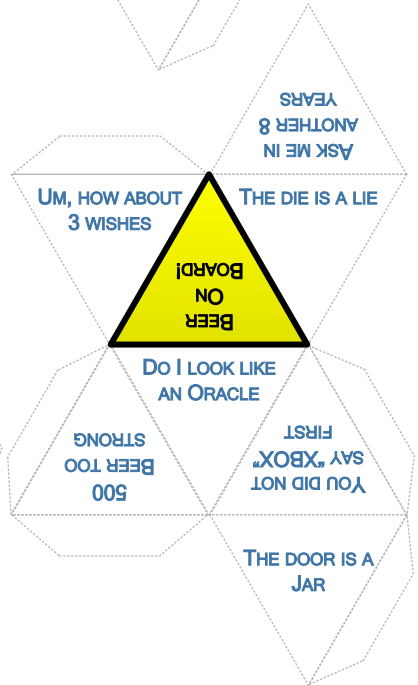 ASK ME IN
ANOTHER 8
YEARS
UM, HOW ABOUT
3 WISHES
THE DIE IS A LIE
BEER
ON
BOARD!
DO I LOOK LIKE
AN ORACLE
500
BEER TOO
STRONG
YOU DID NOT
SAY “XBOX”
FIRST
THE DOOR IS A
JAR